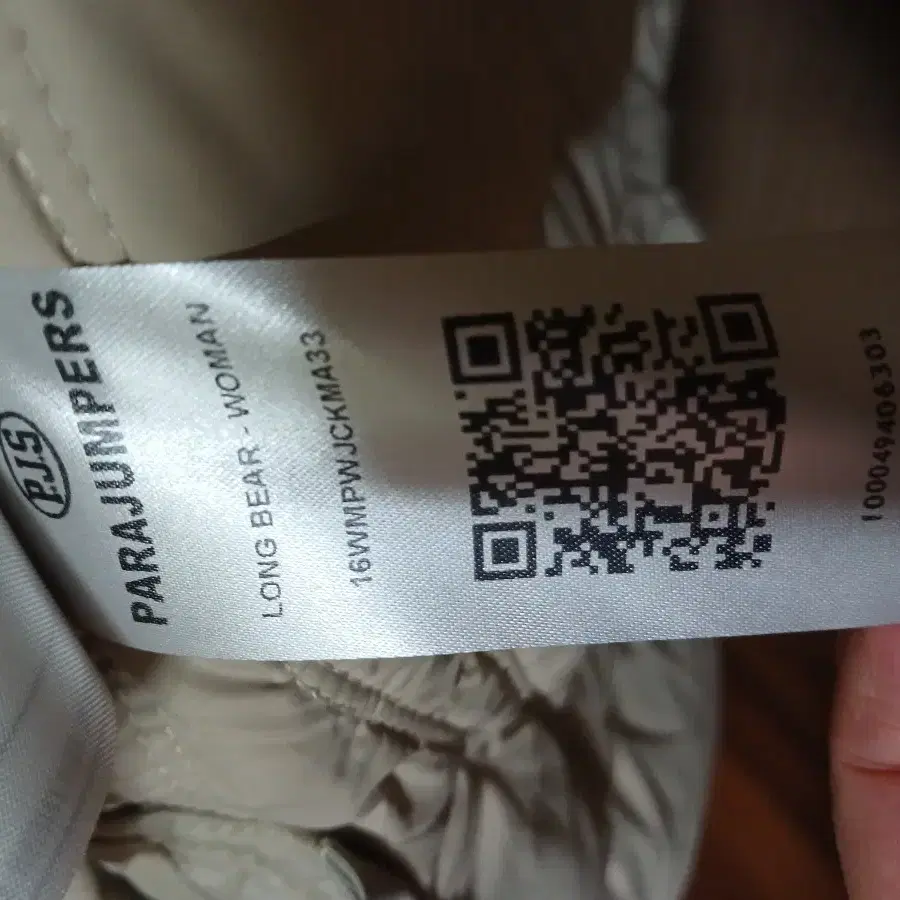 P.J.S
PARAJUMPERS
LONG BEAR - WOMAN
16WMPWJCKMA33
100049406303